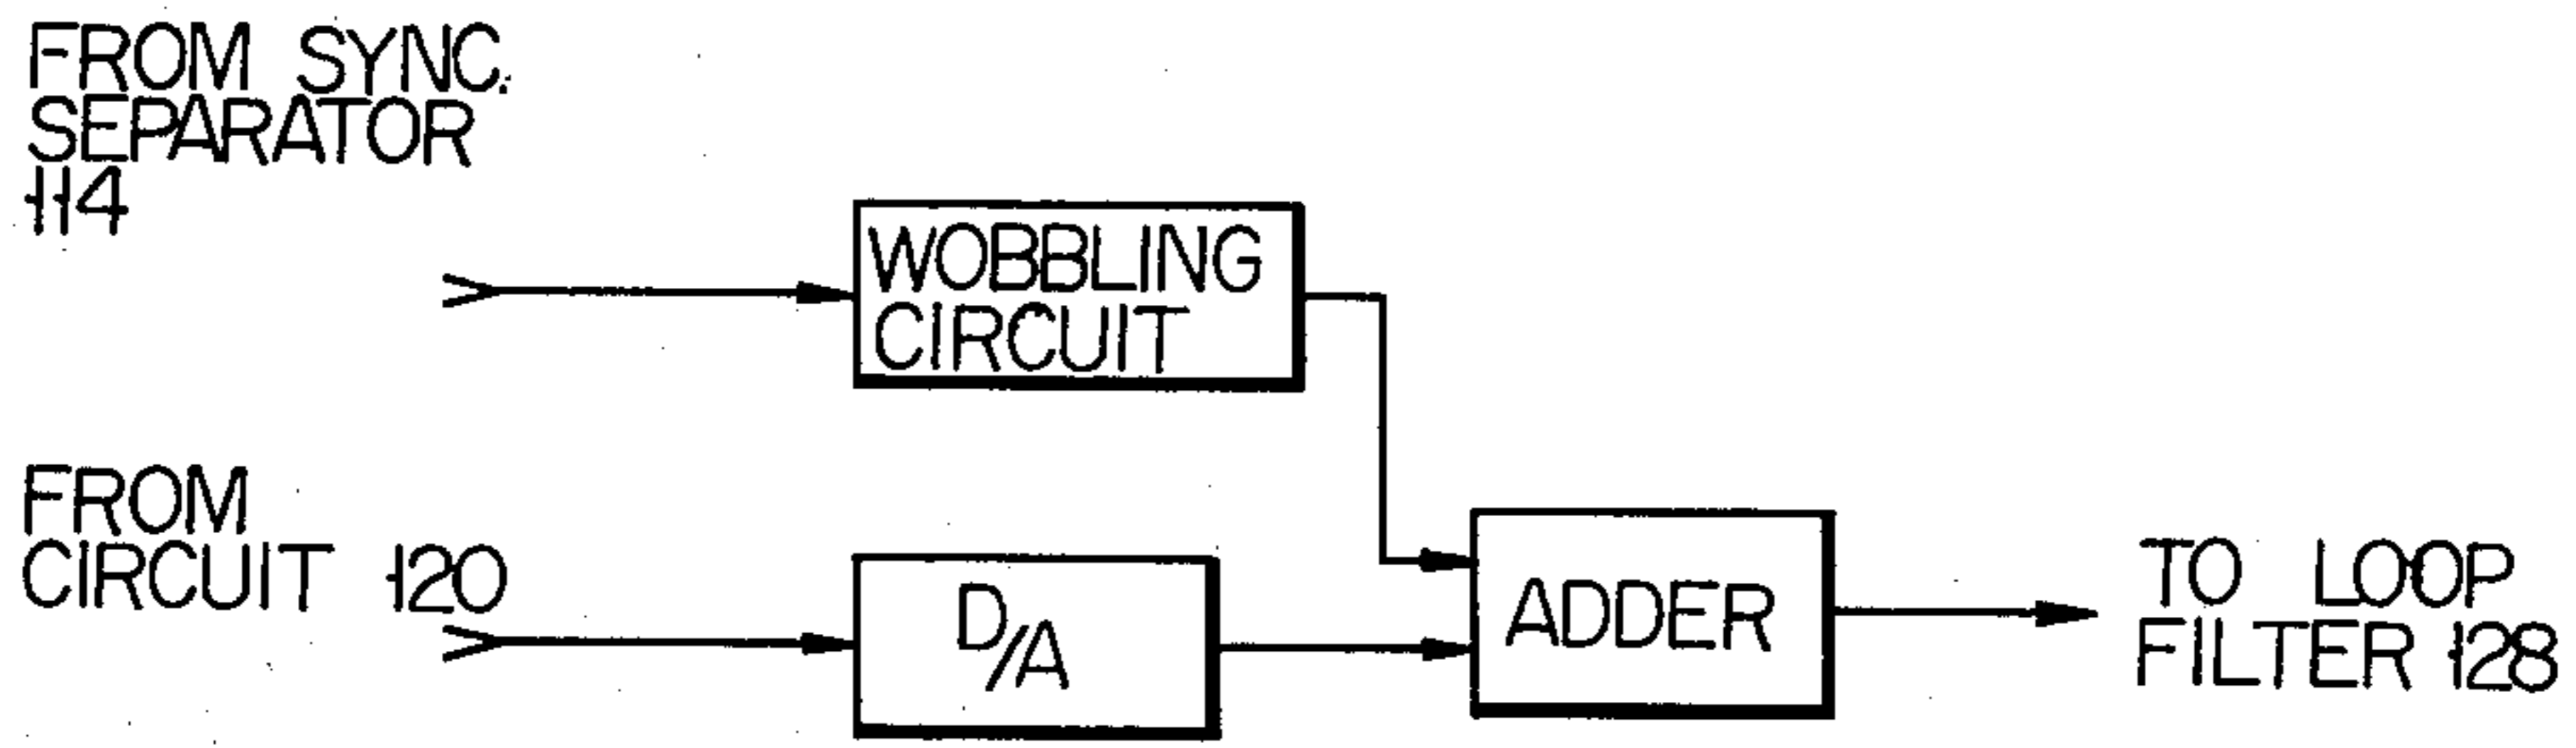 FROM SYNC.
SEPARATOR
114
WOBBLING
CIRCUIT
FROM
CIRCUIT 120
D/A
ADDER
TO LOOP
FILTER 128